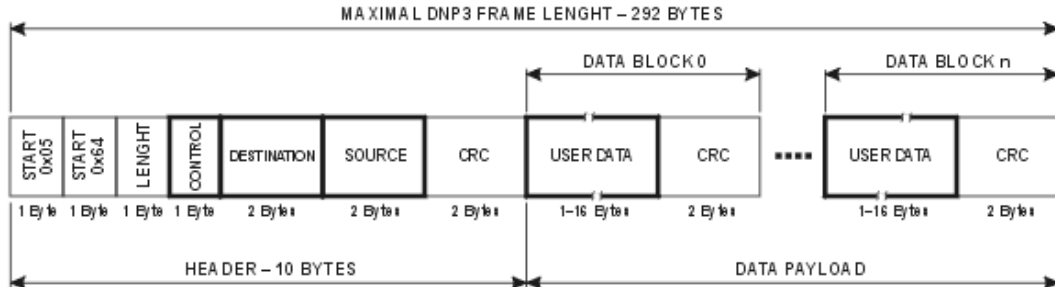 MAXIMAL DNP3 FRAME LENGHT – 292 BYTES
DATA BLOCK 0
DATA BLOCK n
START 0x05
START 0x64
LENGHT
CONTROL
DESTINATION
SOURCE
CRC
USER DATA
CRC
USER DATA
CRC
1 Byte
1 Byte
1 Byte
1 Byte
2 Bytes
2 Bytes
2 Bytes
1–16 Bytes
2 Bytes
1–16 Bytes
2 Bytes
HEADER – 10 BYTES
DATA PAYLOAD